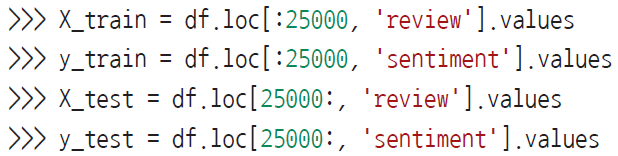 >>> X_train = df.loc[:25000, 'review'].values
>>> y_train = df.loc[:25000, 'sentiment'].values
>>> X_test = df.loc[25000:, 'review'].values
>>> y_test = df.loc[25000:, 'sentiment'].values